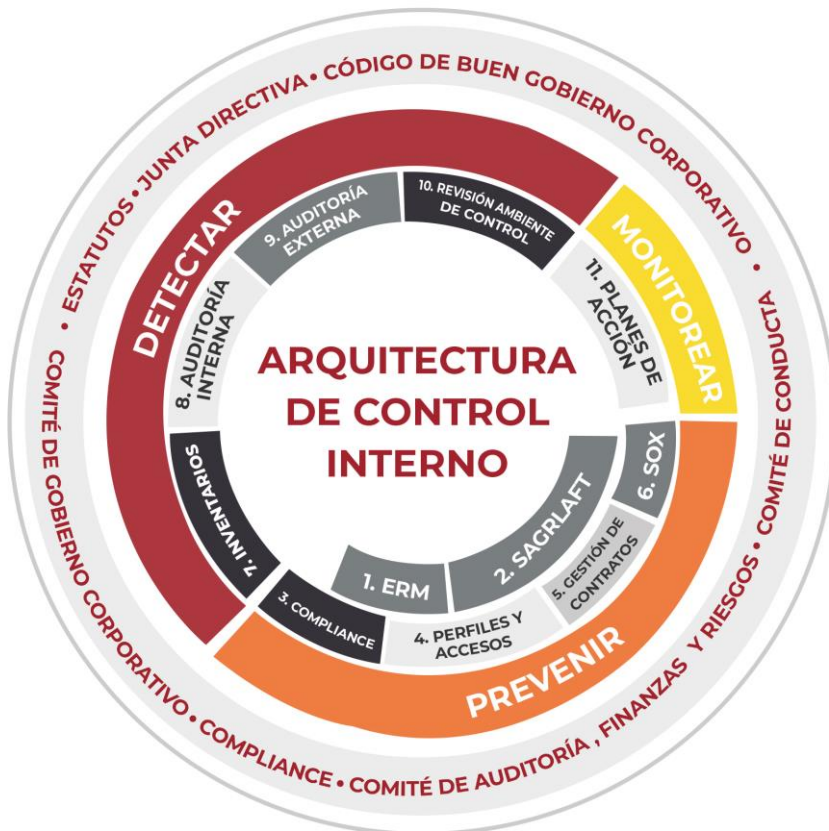 ESTATUTOS • JUNTA DIRECTIVA • CÓDIGO DE BUEN GOBIERNO CORPORATIVO •
COMITÉ DE GOBIERNO CORPORATIVO • COMPLIANCE • COMITÉ DE AUDITORÍA , FINANZAS Y RIESGOS • COMITÉ DE CONDUCTA
•
DETECTAR
MONITOREAR
PREVENIR
ARQUITECTURA
DE CONTROL
INTERNO
1. ERM
2. SAGRLAFT
3. COMPLIANCE
4. PERFILES Y
ACCESOS
5. GESTIÓN DE
CONTRATOS
6. SOX
7. INVENTARIOS
8. AUDITORÍA
INTERNA
9. AUDITORÍA
EXTERNA
10. REVISIÓN AMBIENTE
DE CONTROL
11. PLANES DE
ACCIÓN